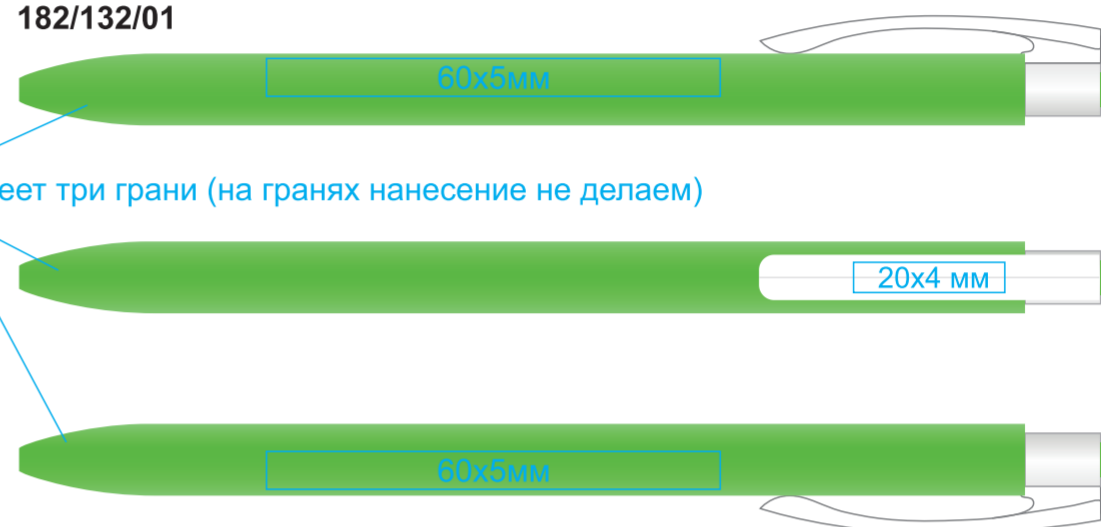 182/132/01
60х5мм
еет три грани (на гранях нанесение не делаем)
20х4 мм
60х5мм